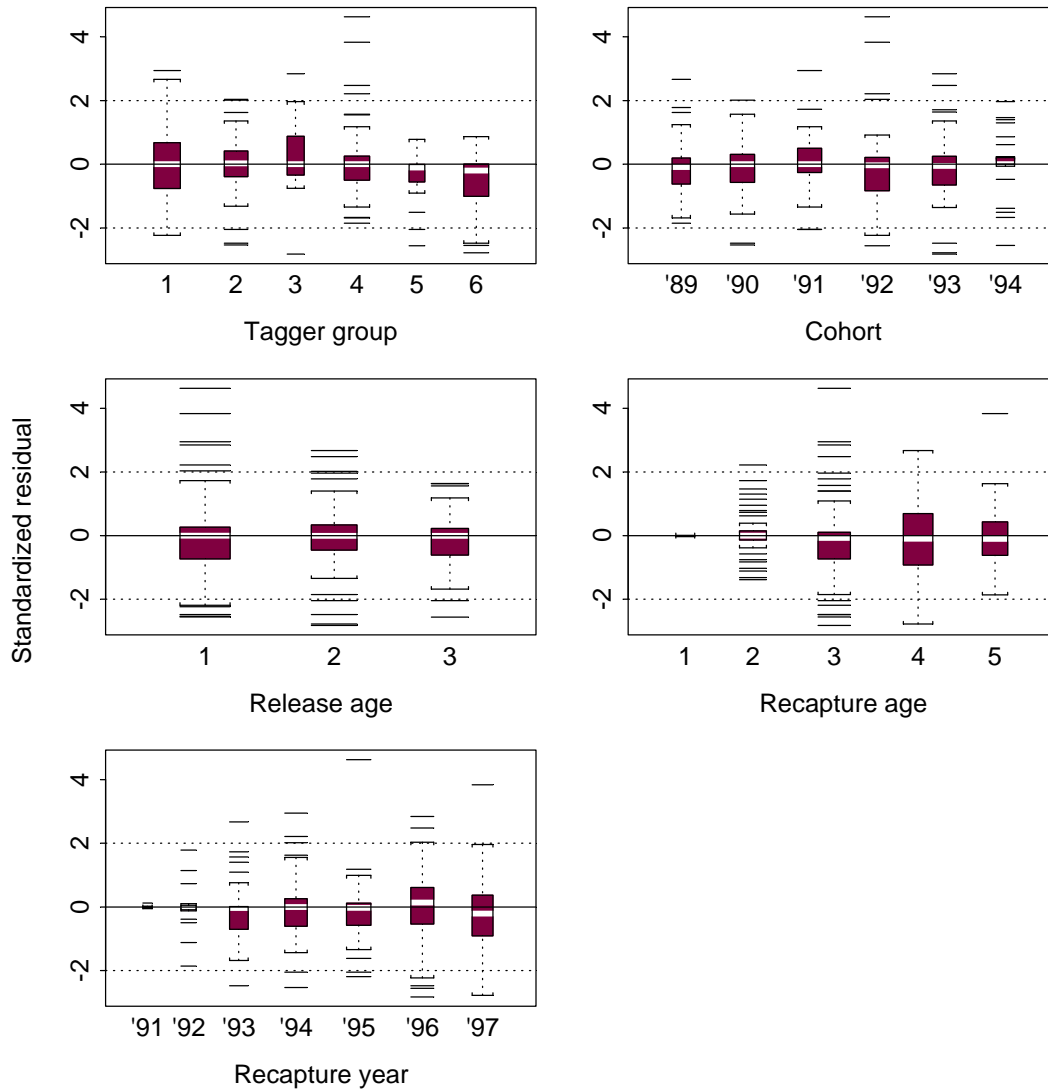 4
2
0
-2
1 2 3 4 5 6
Tagger group
4
2
0
-2
'89 '90 '91 '92 '93 '94
Cohort
Standardized residual
4
2
0
-2
1 2 3
Release age
4
2
0
-2
1 2 3 4 5
Recapture age
4
2
0
-2
'91 '92 '93 '94 '95 '96 '97
Recapture year